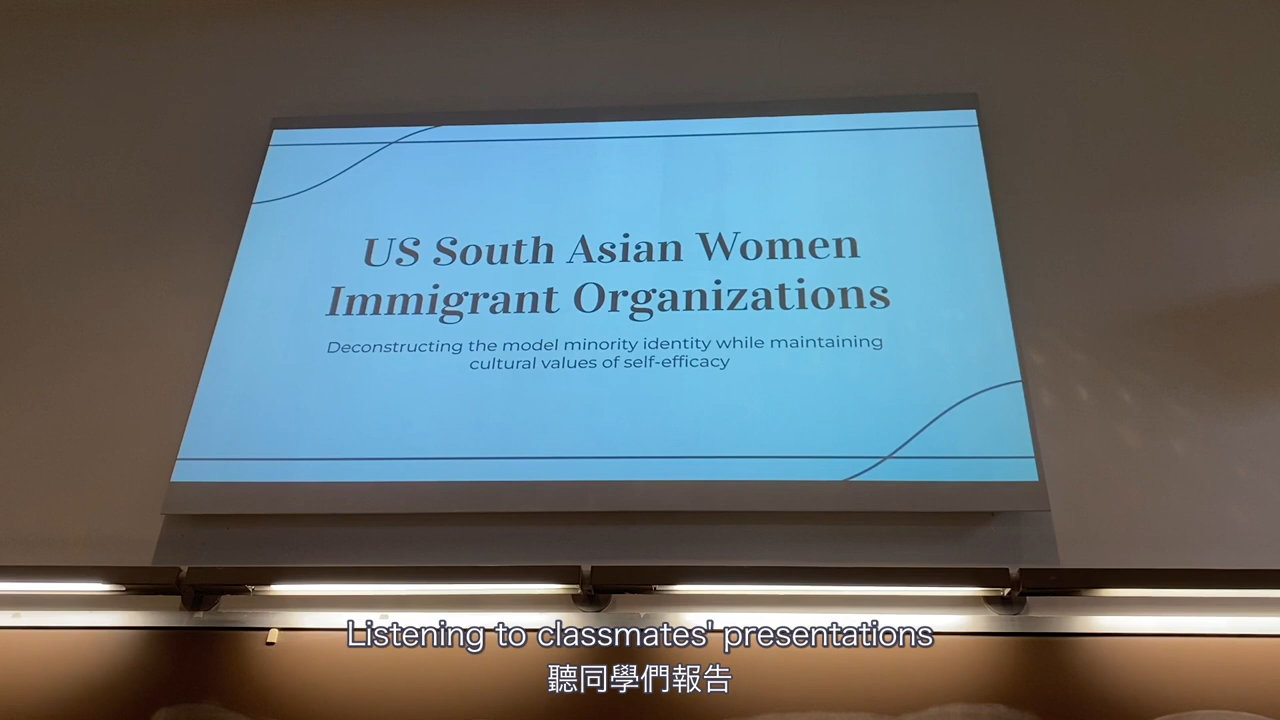 US South Asian Women
Immigrant Organizations
Deconstructing the model minority identity while maintaining
cultural values of self-efficacy
Listening to classmates' presentations
聽同學們報告